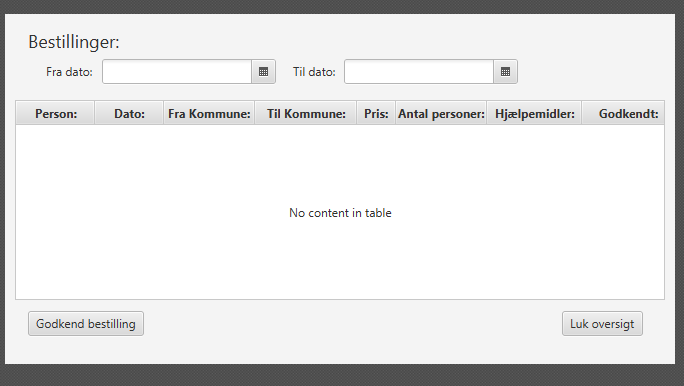 Bestillinger:
Fra dato: Til dato:
Person: Dato: Fra Kommune: Til Kommune: Pris: Antal personer: Hjælpemidler: Godkendt:
No content in table
Godkend bestilling Luk oversigt